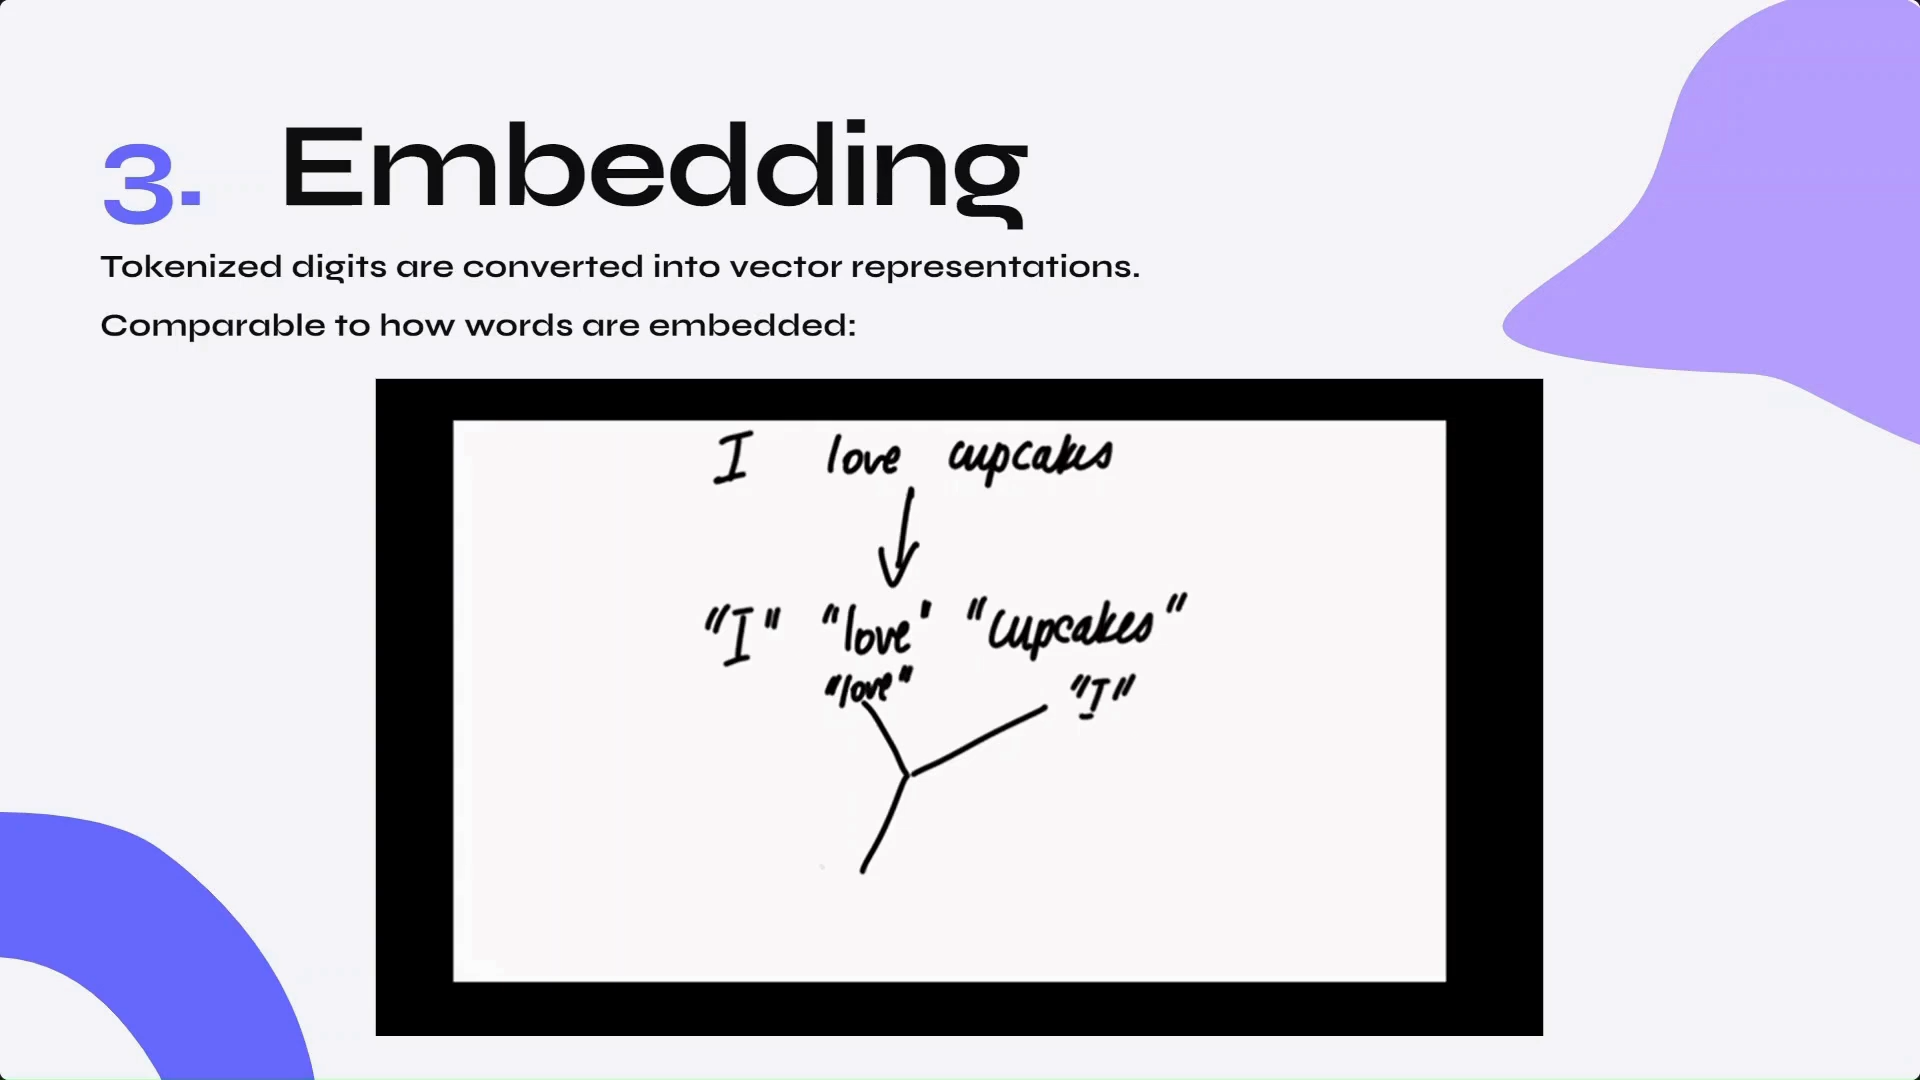 3. Embedding
Tokenized digits are converted into vector representations.
Comparable to how words are embedded:
I love cupcakes
"I" "love" "cupcakes"
"love" "I"